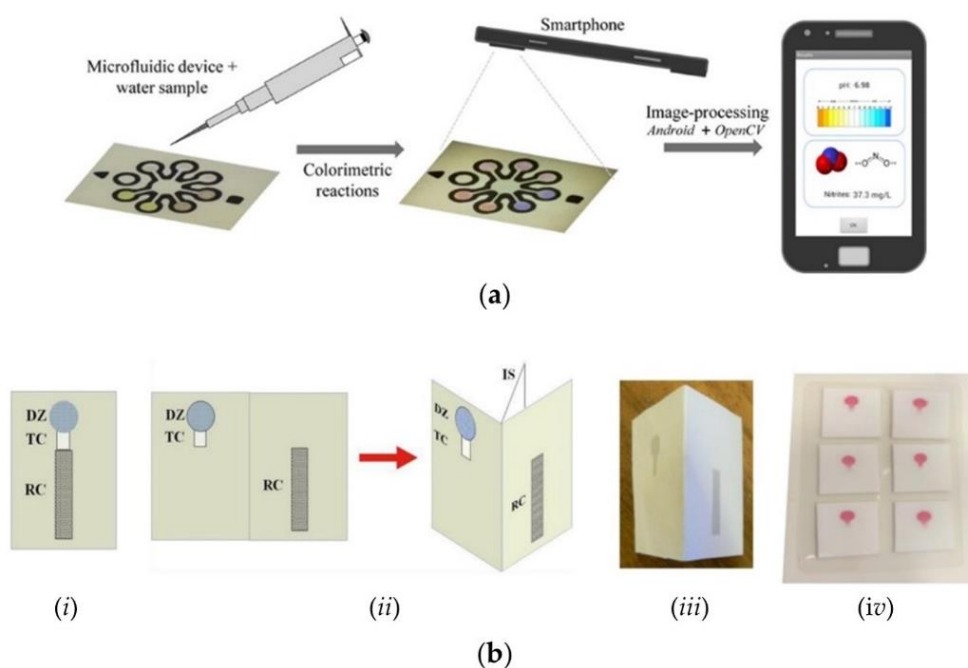 Microfluidic device +
water sample
Colorimetric
reactions
Smartphone
Image-processing
Android + OpenCV
pH: 6.98
N
O
O
Nitrites: 37.3 mg/L
OK
(a)
DZ
TC
RC
DZ
TC
RC
IS
DZ
TC
RC
(i)
(ii)
(iii)
(iv)
(b)